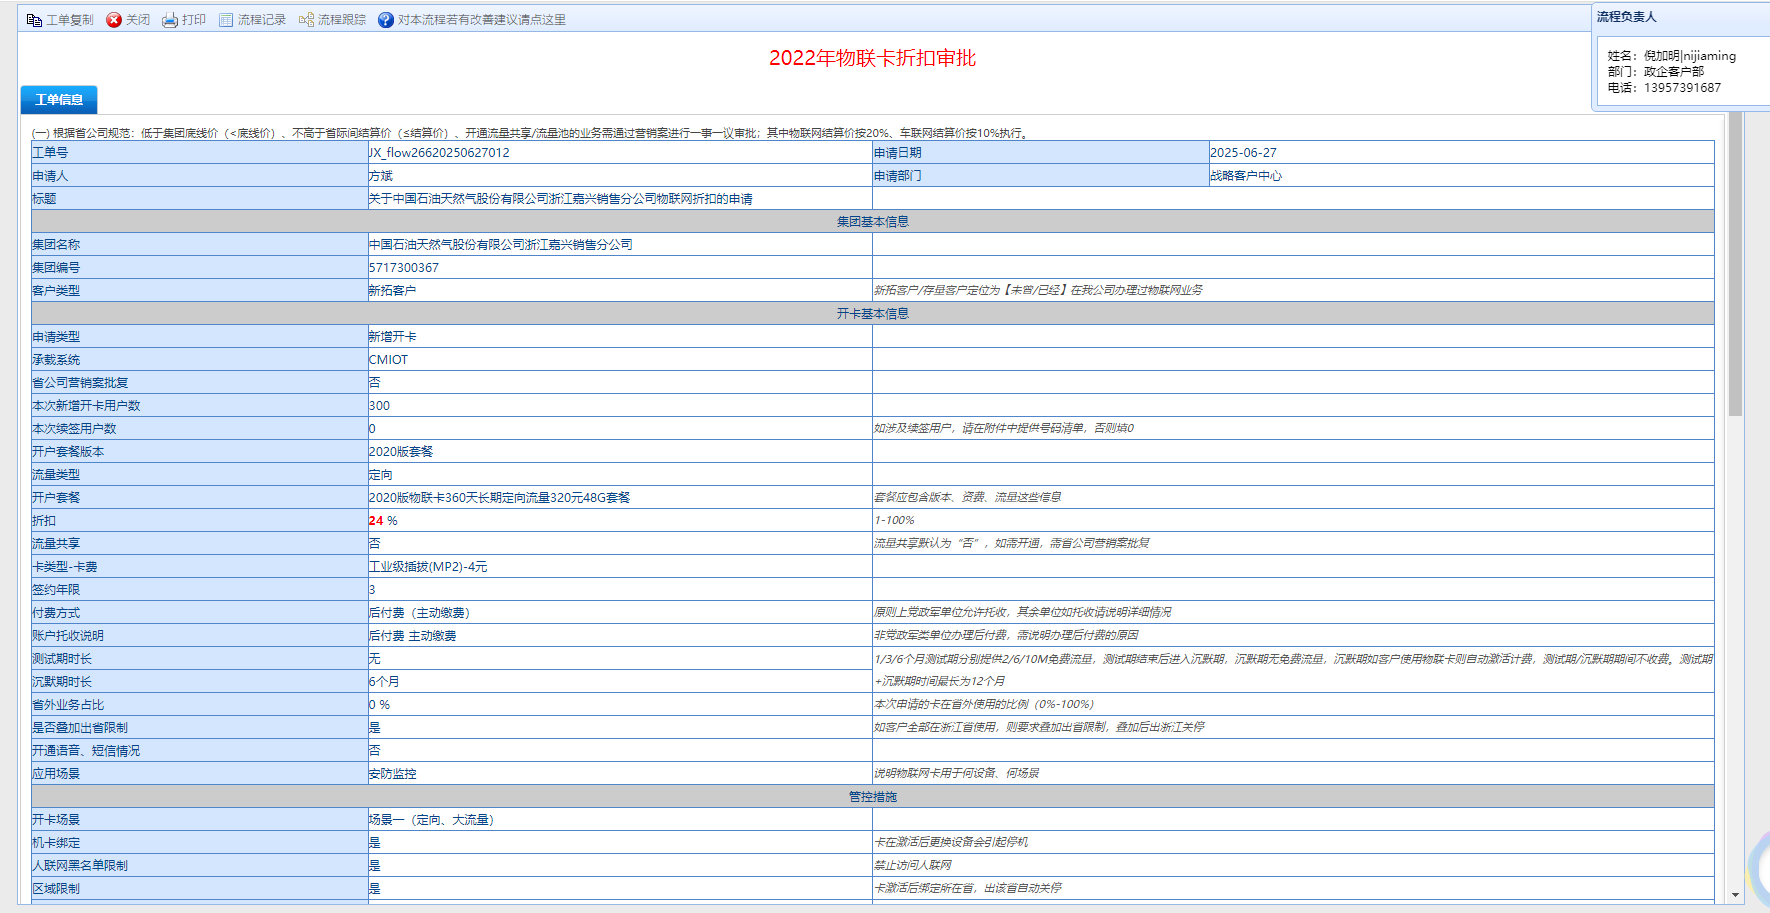 工单复制 关闭 打印 流程记录 流程跟踪 对本流程若有改善建议请点这里
流程负责人
姓名：倪加明|nijiaming
部门：政企客户部
电话：13957391687
2022年物联卡折扣审批
工单信息
(一) 根据省公司规范：低于集团底线价（<底线价）、不高于省际间结算价（≤结算价）、开通流量共享/流量池的业务需通过营销案进行一事一议审批；其中物联网结算价按20%、车联网结算价按10%执行。
工单号 JX_flow26620250627012 申请日期 2025-06-27
申请人 方斌 申请部门 战略客户中心
标题 关于中国石油天然气股份有限公司浙江嘉兴销售分公司物联网折扣的申请
集团基本信息
集团名称 中国石油天然气股份有限公司浙江嘉兴销售分公司
集团编号 5717300367
客户类型 新拓客户 新拓客户/存量客户定位为【未曾/已经】在我公司办理过物联网业务
开卡基本信息
申请类型 新增开卡
承载系统 CMIOT
省公司营销案批复 否
本次新增开卡用户数 300
本次续签用户数 0 如涉及续签用户，请在附件中提供号码清单，否则填0
开户套餐版本 2020版套餐
流量类型 定向
开户套餐 2020版物联卡360天长期定向流量320元48G套餐 套餐应包含版本、资费、流量这些信息
折扣 24 % 1-100%
流量共享 否 流量共享默认为“否”，如需开通，需省公司营销案批复
卡类型-卡费 工业级插拔(MP2)-4元
签约年限 3
付费方式 后付费（主动缴费） 原则上党政军单位允许托收，其余单位如托收请说明详细情况
账户托收说明 后付费 主动缴费 非党政军类单位办理后付费，需说明办理后付费的原因
测试期时长 无 1/3/6个月测试期分别提供2/6/10M免费流量，测试期结束后进入沉默期，沉默期无免费流量，沉默期如客户使用物联卡则自动激活计费，测试期/沉默期期间不收费。测试期
沉默期时长 6个月 +沉默期时间最长为12个月
省外业务占比 0 % 本次申请的卡在省外使用的比例（0%-100%）
是否叠加出省限制 是 如客户全部在浙江省使用，则要求叠加出省限制，叠加后出浙江关停
开通语音、短信情况 否
应用场景 安防监控 说明物联网卡用于何设备、何场景
管控措施
开卡场景 场景一（定向、大流量）
机卡绑定 是 卡在激活后更换设备会引起停机
人联网黑名单限制 是 禁止访问人联网
区域限制 是 卡激活后绑定所在省，出该省自动关停